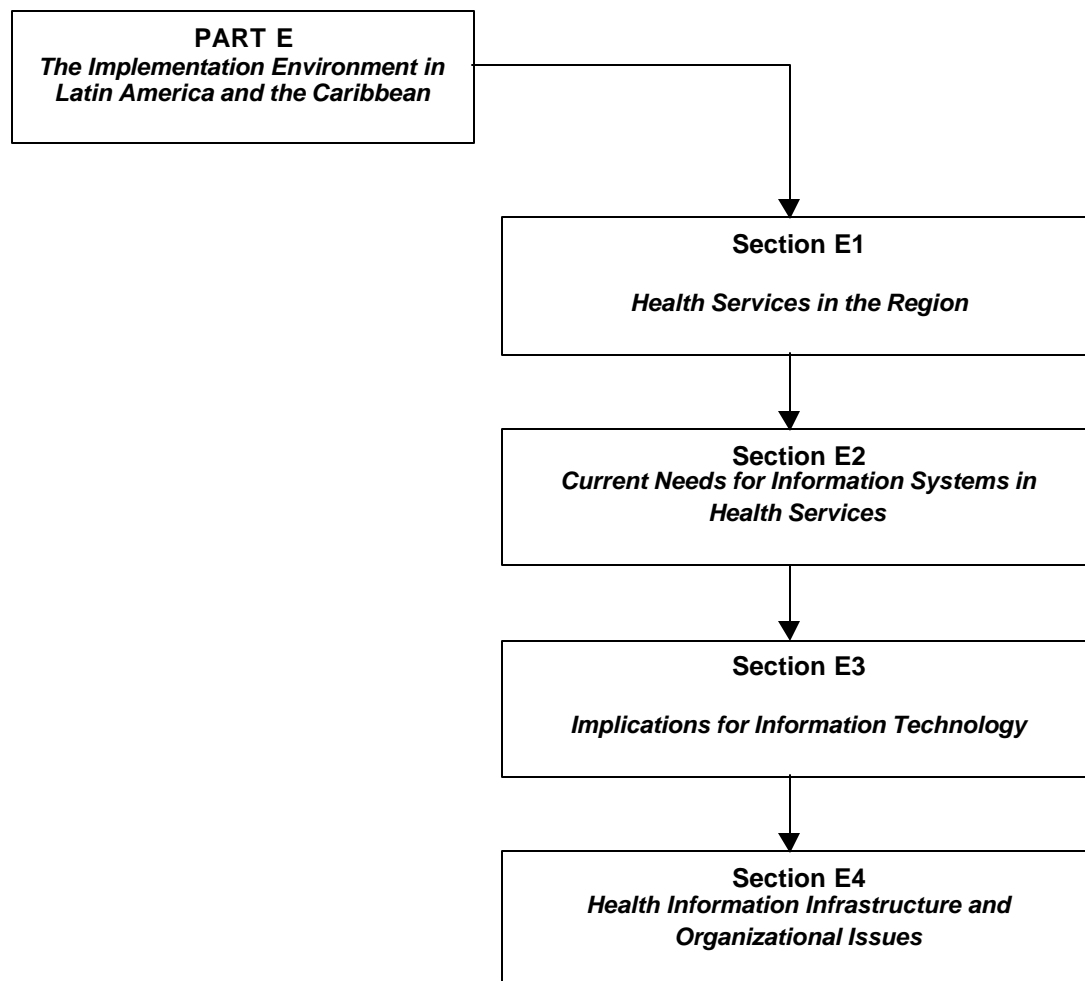 PART E
The Implementation Environment in
Latin America and the Caribbean
Section E1
Health Services in the Region
Section E2
Current Needs for Information Systems in
Health Services
Section E3
Implications for Information Technology
Section E4
Health Information Infrastructure and
Organizational Issues